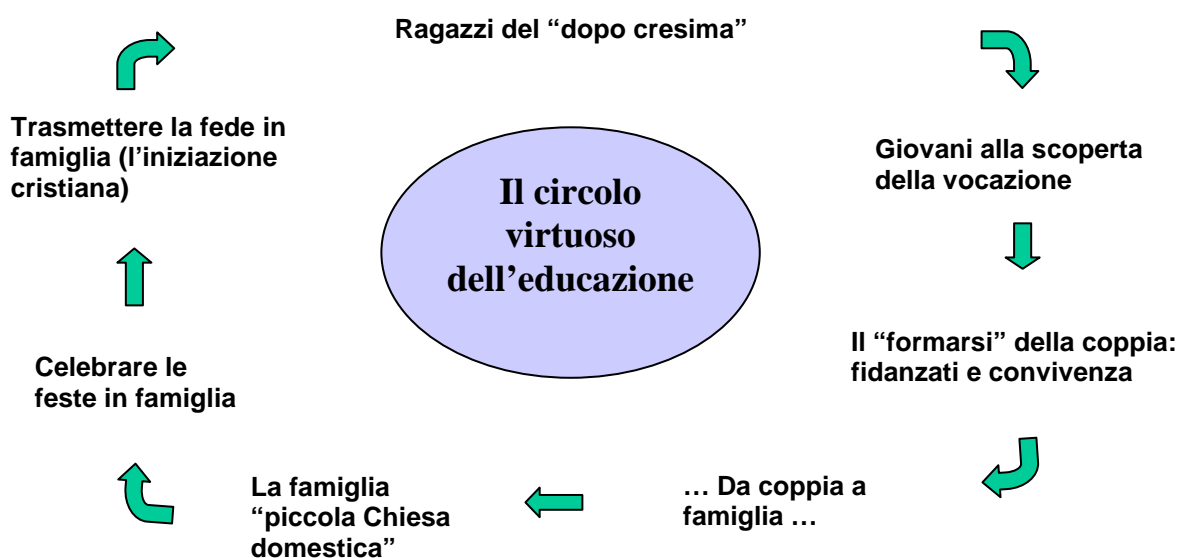 Ragazzi del “dopo cresima”
Giovani alla scoperta
della vocazione
Il “formarsi” della coppia:
fidanzati e convivenza
… Da coppia a
famiglia …
La famiglia
“piccola Chiesa
domestica”
Celebrare le
feste in famiglia
Trasmettere la fede in
famiglia (l’iniziazione
cristiana)
Il circolo
virtuoso
dell’educazione